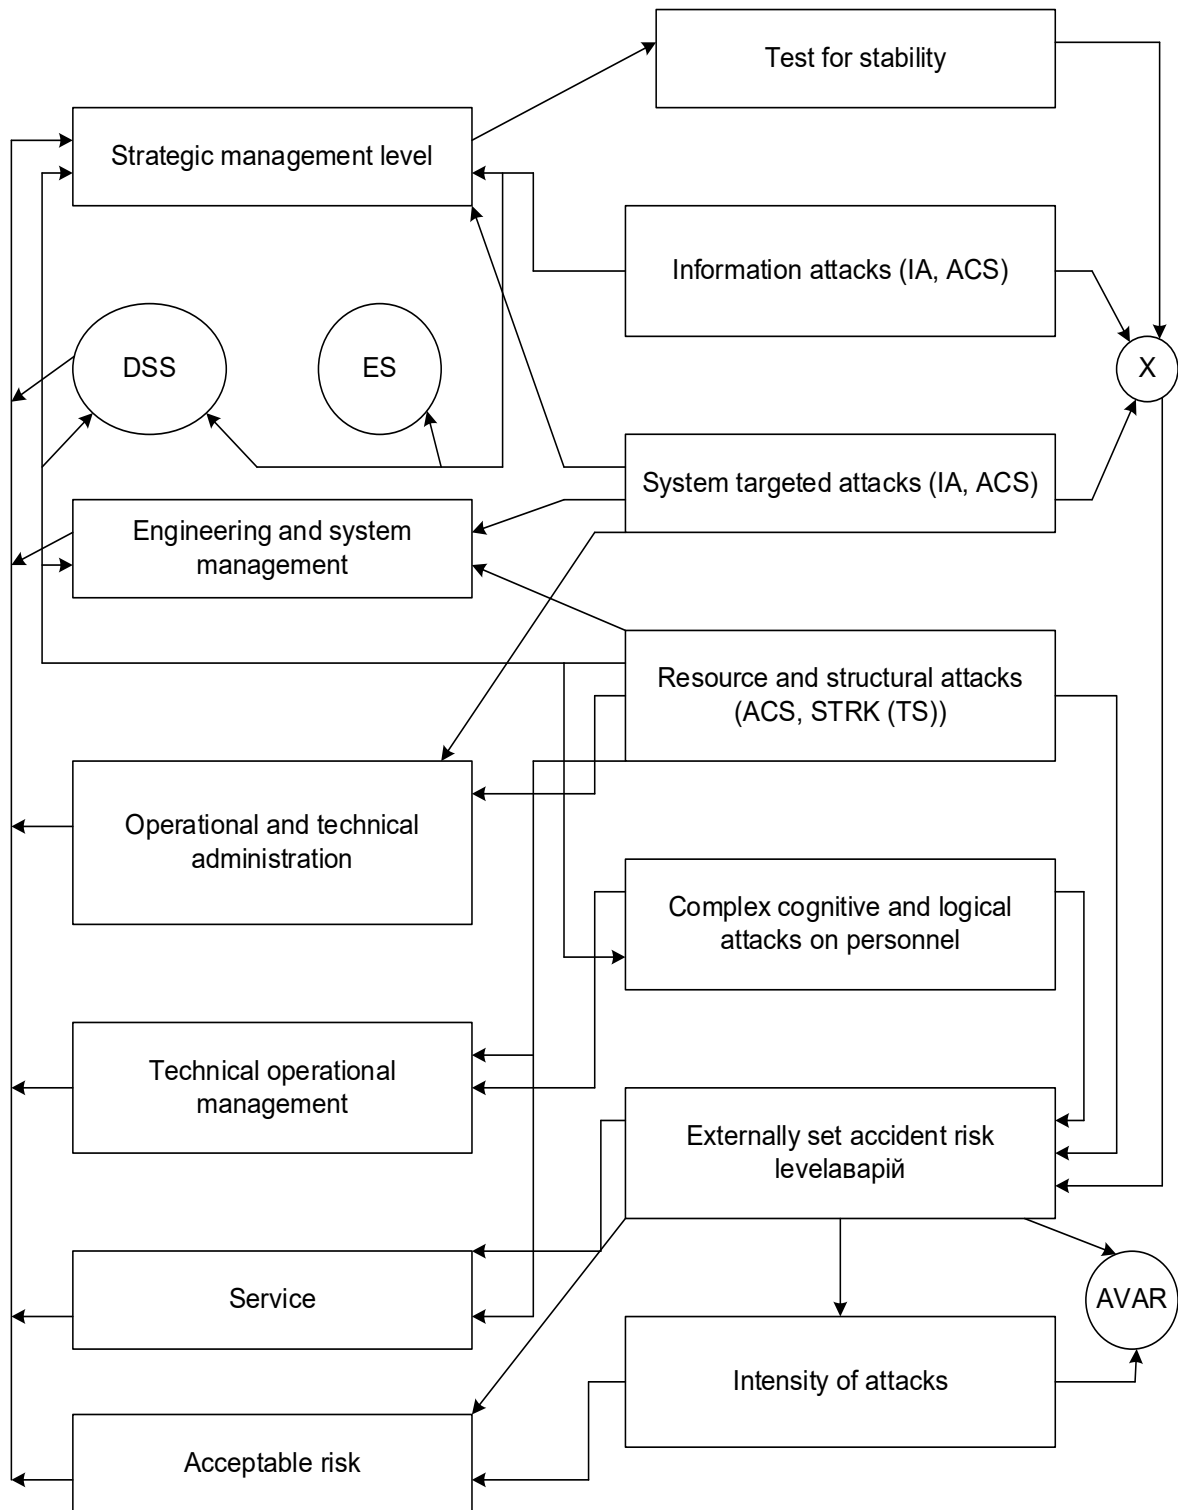 Test for stability
Strategic management level
Information attacks (IA, ACS)
DSS
ES
X
System targeted attacks (IA, ACS)
Engineering and system
management
Resource and structural attacks
(ACS, STRK (TS))
Operational and technical
administration
Complex cognitive and logical
attacks on personnel
Technical operational
management
Externally set accident risk
levelаварій
Service
AVAR
Intensity of attacks
Acceptable risk